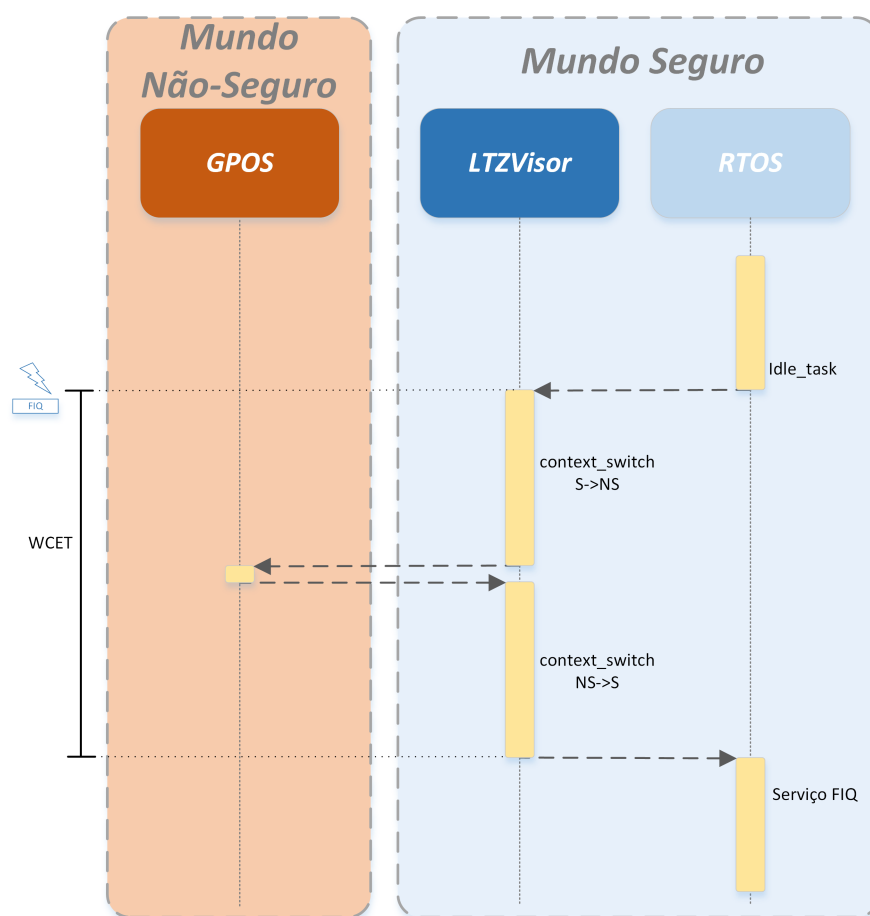 Mundo
Não-Seguro
Mundo Seguro
GPOS
LTZVisor
RTOS
Idle_task
FIQ
context_switch
S->NS
WCET
context_switch
NS->S
Serviço FIQ